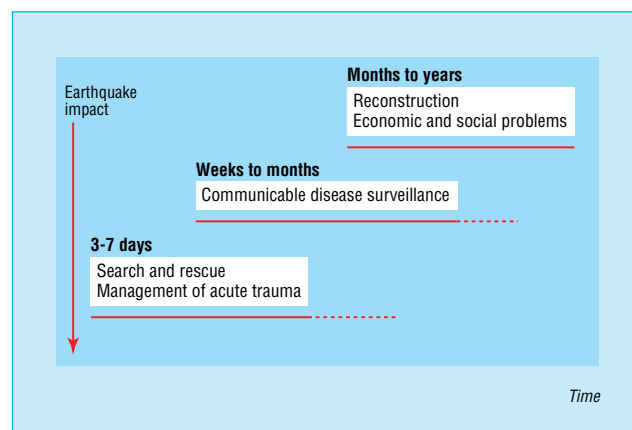 Months to years
Earthquake
impact
Reconstruction
Economic and social problems
Weeks to months
Communicable disease surveillance
3-7 days
Search and rescue
Management of acute trauma
Time